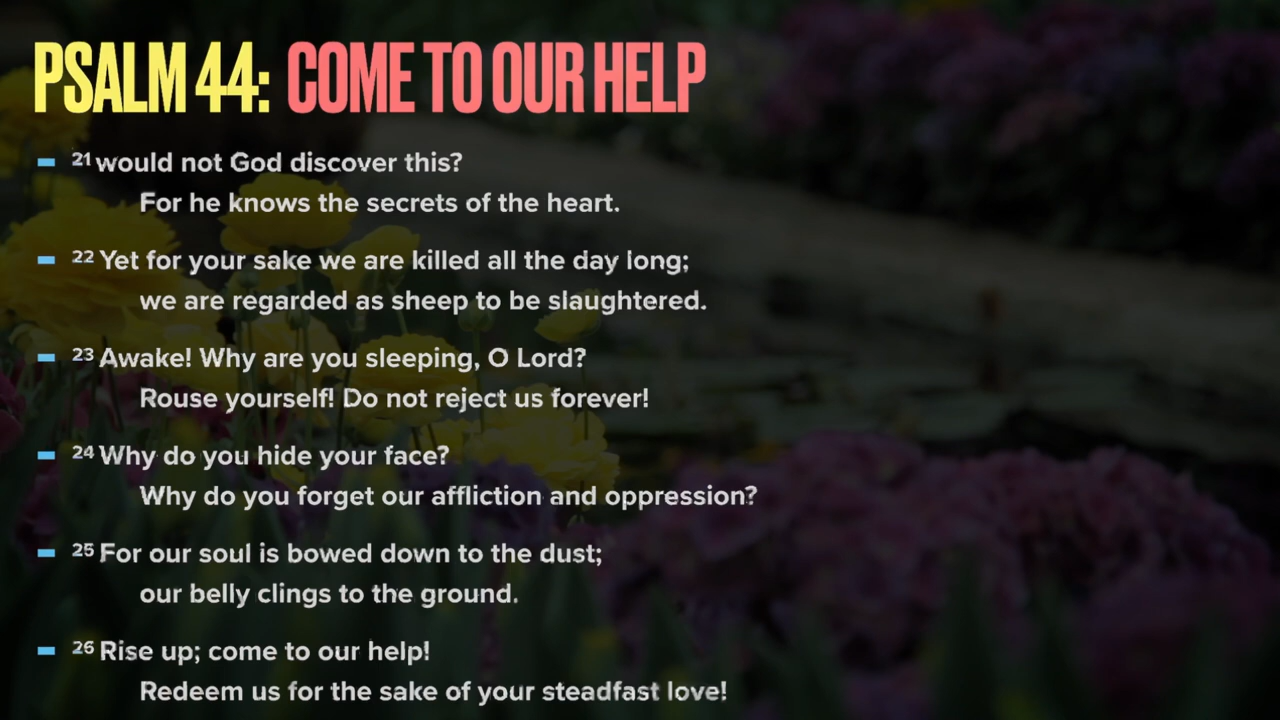 PSALM 44: COME TO OUR HELP
21 would not God discover this?
For he knows the secrets of the heart.
22 Yet for your sake we are killed all the day long;
we are regarded as sheep to be slaughtered.
23 Awake! Why are you sleeping, O Lord?
Rouse yourself! Do not reject us forever!
24 Why do you hide your face?
Why do you forget our affliction and oppression?
25 For our soul is bowed down to the dust;
our belly clings to the ground.
26 Rise up; come to our help!
Redeem us for the sake of your steadfast love!